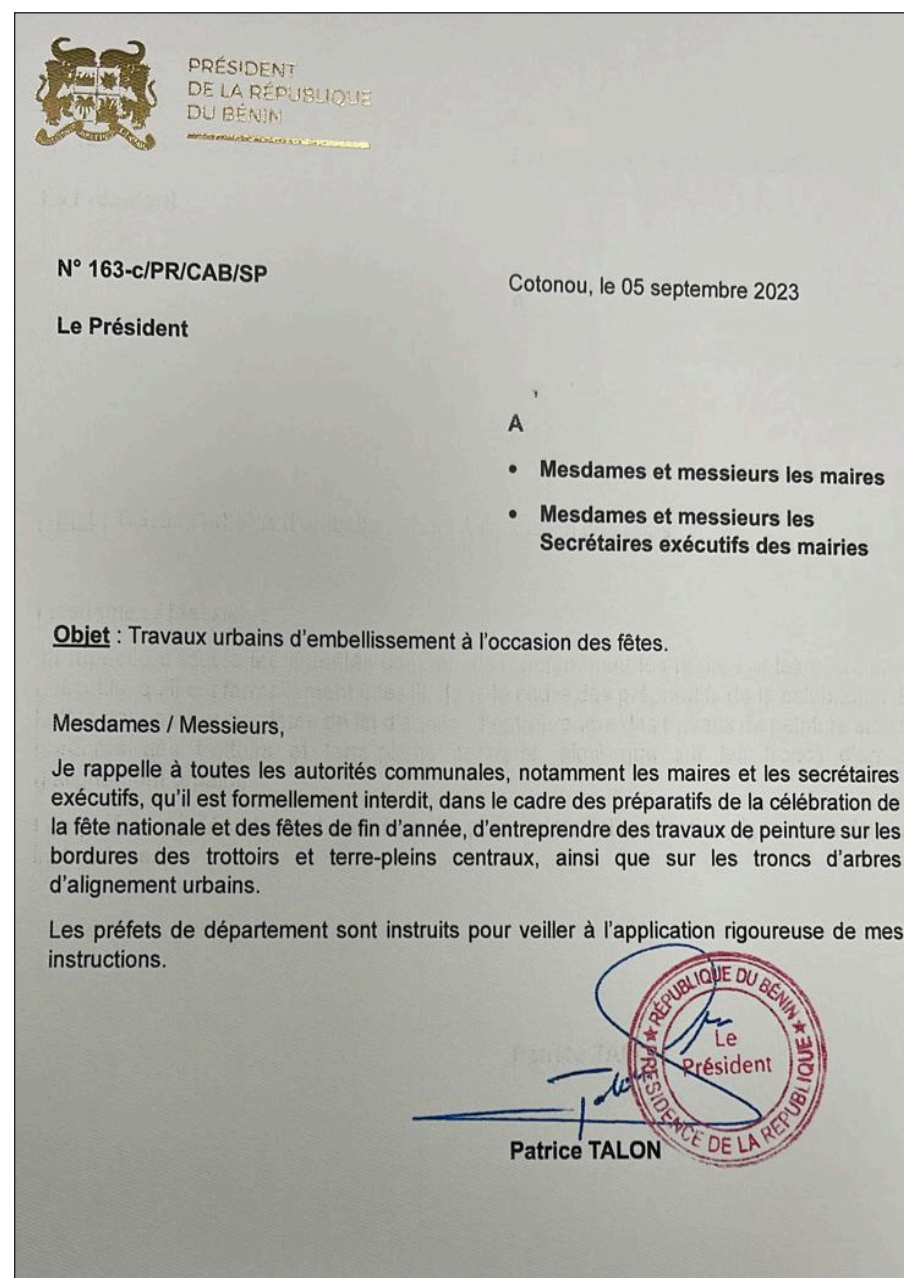 PRÉSIDENT
DE LA RÉPUBLIQUE
DU BÉNIN
N° 163-c/PR/CAB/SP
Cotonou, le 05 septembre 2023
Le Président
A
• Mesdames et messieurs les maires
• Mesdames et messieurs les
Secrétaires exécutifs des mairies
Objet : Travaux urbains d'embellissement à l'occasion des fêtes.
Mesdames / Messieurs,
Je rappelle à toutes les autorités communales, notamment les maires et les secrétaires
exécutifs, qu'il est formellement interdit, dans le cadre des préparatifs de la célébration de
la fête nationale et des fêtes de fin d'année, d'entreprendre des travaux de peinture sur les
bordures des trottoirs et terre-pleins centraux, ainsi que sur les troncs d'arbres
d'alignement urbains.
Les préfets de département sont instruits pour veiller à l'application rigoureuse de mes
instructions.
★ RÉPUBLIQUE DU BÉNIN ★
Le
Président
PRESIDENCE DE LA REPUBLIQUE
Patrice TALON